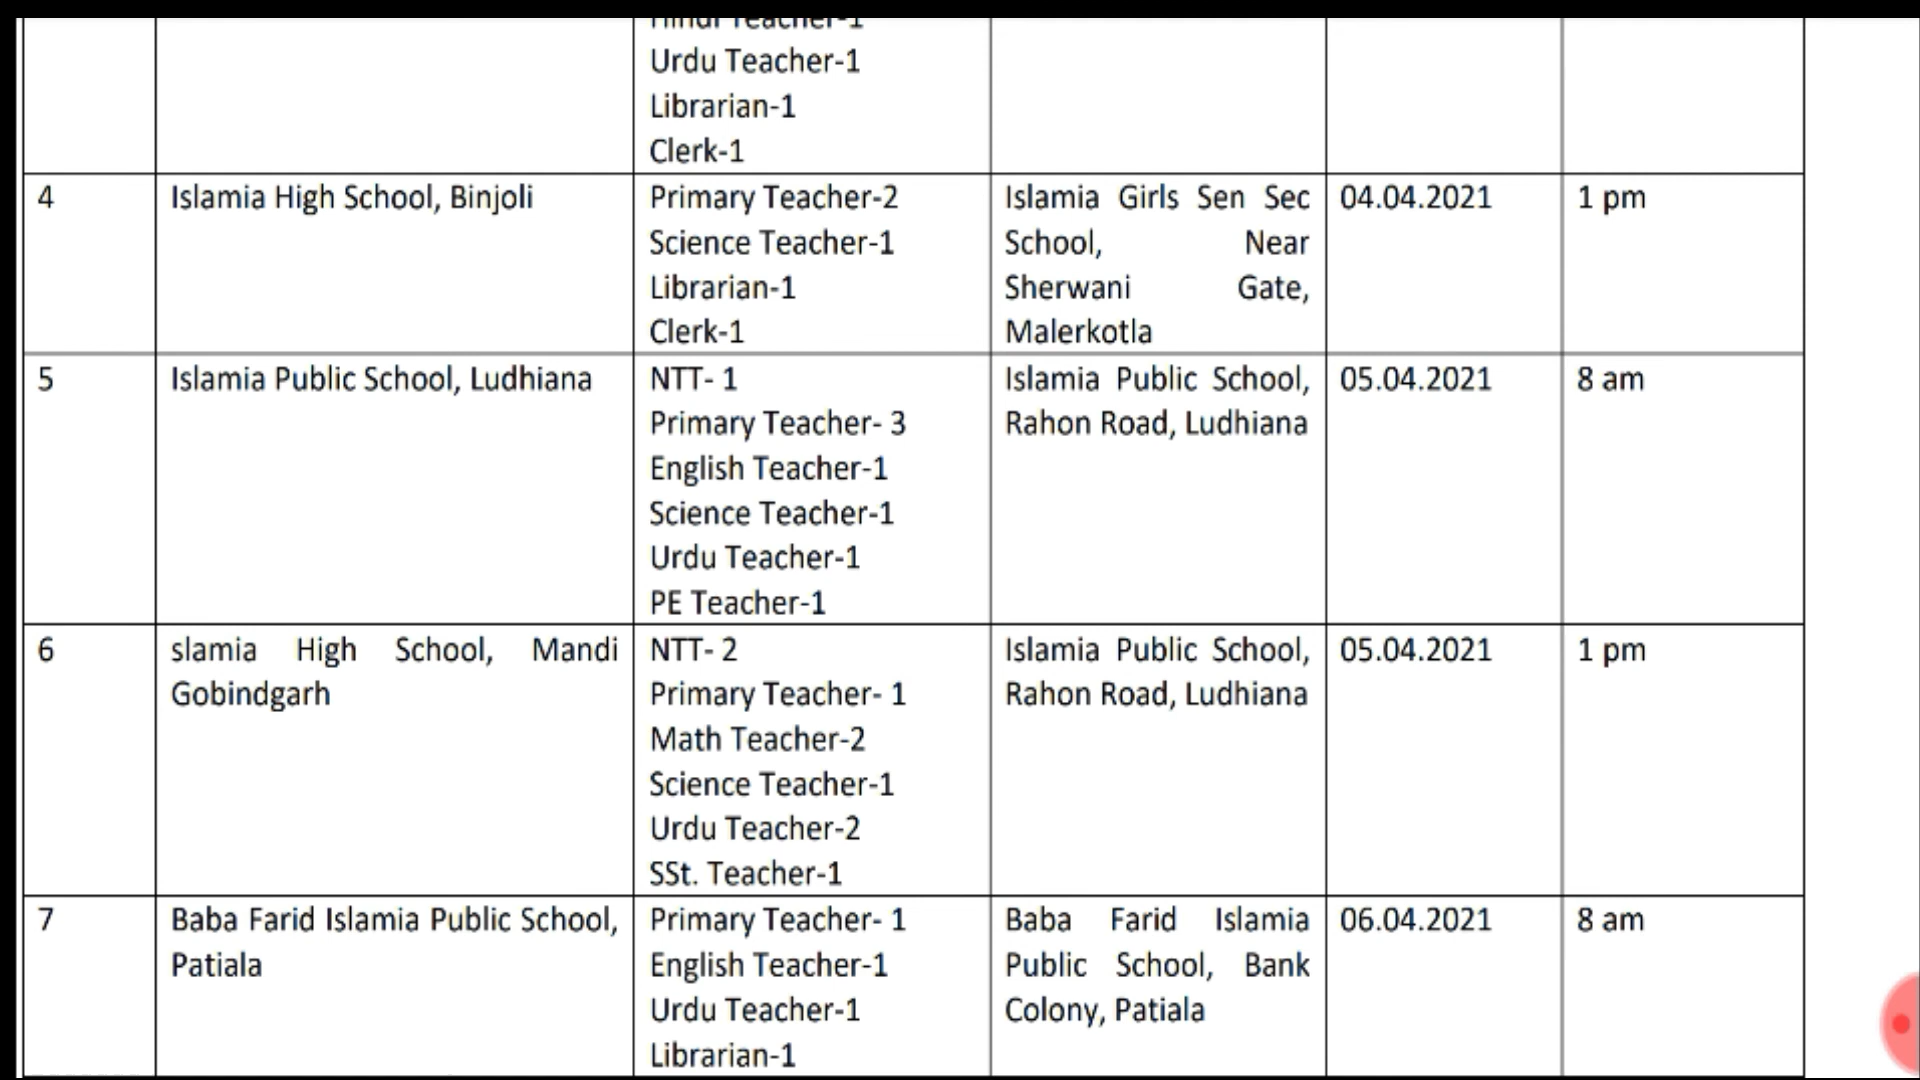 Hindi Teacher-1
Urdu Teacher-1
Librarian-1
Clerk-1
4
Islamia High School, Binjoli
Primary Teacher-2
Science Teacher-1
Librarian-1
Clerk-1
Islamia Girls Sen Sec
School, Near
Sherwani Gate,
Malerkotla
04.04.2021
1 pm
5
Islamia Public School, Ludhiana
NTT- 1
Primary Teacher- 3
English Teacher-1
Science Teacher-1
Urdu Teacher-1
PE Teacher-1
Islamia Public School,
Rahon Road, Ludhiana
05.04.2021
8 am
6
slamia High School, Mandi
Gobindgarh
NTT- 2
Primary Teacher- 1
Math Teacher-2
Science Teacher-1
Urdu Teacher-2
SSt. Teacher-1
Islamia Public School,
Rahon Road, Ludhiana
05.04.2021
1 pm
7
Baba Farid Islamia Public School,
Patiala
Primary Teacher- 1
English Teacher-1
Urdu Teacher-1
Librarian-1
Baba Farid Islamia
Public School, Bank
Colony, Patiala
06.04.2021
8 am